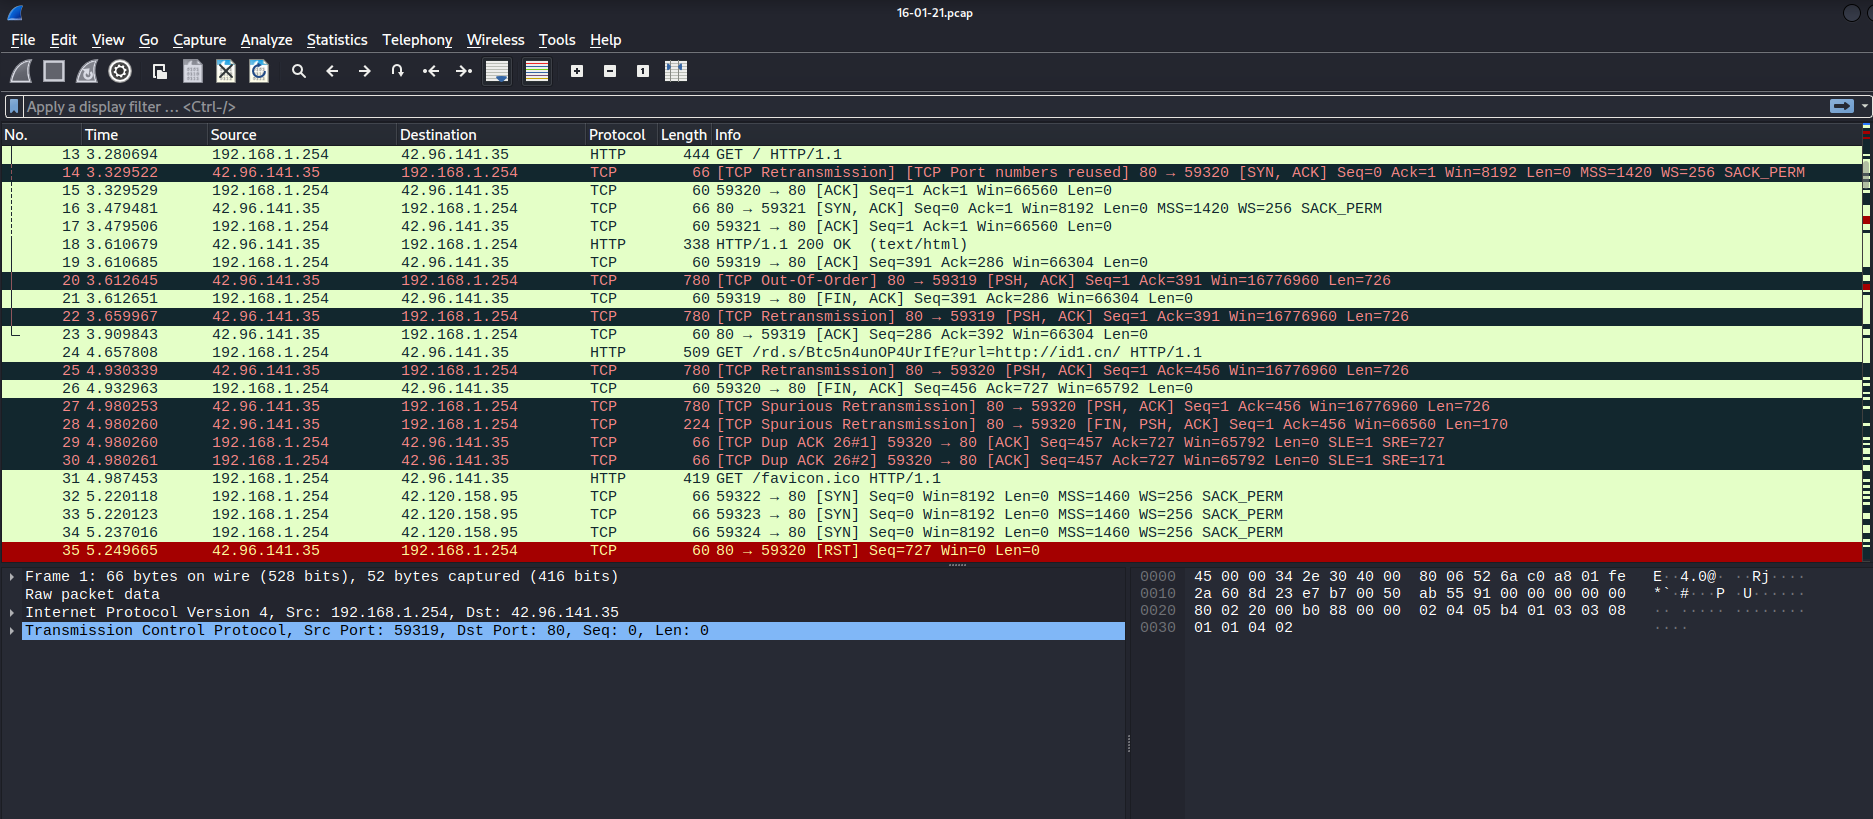 16-01-21.pcap
File Edit View Go Capture Analyze Statistics Telephony Wireless Tools Help
Apply a display filter … <Ctrl-/>
No. Time Source Destination Protocol Length Info
13 3.280694 192.168.1.254 42.96.141.35 HTTP 444 GET / HTTP/1.1
14 3.329522 42.96.141.35 192.168.1.254 TCP 66 [TCP Retransmission] [TCP Port numbers reused] 80 → 59320 [SYN, ACK] Seq=0 Ack=1 Win=8192 Len=0 MSS=1420 WS=256 SACK_PERM
15 3.329529 192.168.1.254 42.96.141.35 TCP 60 59320 → 80 [ACK] Seq=1 Ack=1 Win=66560 Len=0
16 3.479481 42.96.141.35 192.168.1.254 TCP 66 80 → 59321 [SYN, ACK] Seq=0 Ack=1 Win=8192 Len=0 MSS=1420 WS=256 SACK_PERM
17 3.479506 192.168.1.254 42.96.141.35 TCP 60 59321 → 80 [ACK] Seq=1 Ack=1 Win=66560 Len=0
18 3.610679 42.96.141.35 192.168.1.254 HTTP 338 HTTP/1.1 200 OK (text/html)
19 3.610685 192.168.1.254 42.96.141.35 TCP 60 59319 → 80 [ACK] Seq=391 Ack=286 Win=66304 Len=0
20 3.612645 42.96.141.35 192.168.1.254 TCP 780 [TCP Out-Of-Order] 80 → 59319 [PSH, ACK] Seq=1 Ack=391 Win=16776960 Len=726
21 3.612651 192.168.1.254 42.96.141.35 TCP 60 59319 → 80 [FIN, ACK] Seq=391 Ack=286 Win=66304 Len=0
22 3.659967 42.96.141.35 192.168.1.254 TCP 780 [TCP Retransmission] 80 → 59319 [PSH, ACK] Seq=1 Ack=391 Win=16776960 Len=726
23 3.909843 42.96.141.35 192.168.1.254 TCP 60 80 → 59319 [ACK] Seq=286 Ack=392 Win=66304 Len=0
24 4.657808 192.168.1.254 42.96.141.35 HTTP 509 GET /rd.s/Btc5n4unOP4UrIfE?url=http://id1.cn/ HTTP/1.1
25 4.930339 42.96.141.35 192.168.1.254 TCP 780 [TCP Retransmission] 80 → 59320 [PSH, ACK] Seq=1 Ack=456 Win=16776960 Len=726
26 4.932963 192.168.1.254 42.96.141.35 TCP 60 59320 → 80 [FIN, ACK] Seq=456 Ack=727 Win=65792 Len=0
27 4.980253 42.96.141.35 192.168.1.254 TCP 780 [TCP Spurious Retransmission] 80 → 59320 [PSH, ACK] Seq=1 Ack=456 Win=16776960 Len=726
28 4.980260 42.96.141.35 192.168.1.254 TCP 224 [TCP Spurious Retransmission] 80 → 59320 [FIN, PSH, ACK] Seq=1 Ack=456 Win=66560 Len=170
29 4.980260 192.168.1.254 42.96.141.35 TCP 66 [TCP Dup ACK 26#1] 59320 → 80 [ACK] Seq=457 Ack=727 Win=65792 Len=0 SLE=1 SRE=727
30 4.980261 192.168.1.254 42.96.141.35 TCP 66 [TCP Dup ACK 26#2] 59320 → 80 [ACK] Seq=457 Ack=727 Win=65792 Len=0 SLE=1 SRE=171
31 4.987453 192.168.1.254 42.96.141.35 HTTP 419 GET /favicon.ico HTTP/1.1
32 5.220118 192.168.1.254 42.120.158.95 TCP 66 59322 → 80 [SYN] Seq=0 Win=8192 Len=0 MSS=1460 WS=256 SACK_PERM
33 5.220123 192.168.1.254 42.120.158.95 TCP 66 59323 → 80 [SYN] Seq=0 Win=8192 Len=0 MSS=1460 WS=256 SACK_PERM
34 5.237016 192.168.1.254 42.120.158.95 TCP 66 59324 → 80 [SYN] Seq=0 Win=8192 Len=0 MSS=1460 WS=256 SACK_PERM
35 5.249665 42.96.141.35 192.168.1.254 TCP 60 80 → 59320 [RST] Seq=727 Win=0 Len=0
Frame 1: 66 bytes on wire (528 bits), 52 bytes captured (416 bits)
Raw packet data
Internet Protocol Version 4, Src: 192.168.1.254, Dst: 42.96.141.35
Transmission Control Protocol, Src Port: 59319, Dst Port: 80, Seq: 0, Len: 0
0000 45 00 00 34 2e 30 40 00 80 06 52 6a c0 a8 01 fe E··4.0@· ··Rj····
0010 2a 60 8d 23 e7 b7 00 50 ab 55 91 00 00 00 00 00 *`·#···P ·U······
0020 80 02 20 00 b0 88 00 00 02 04 05 b4 01 03 03 08 ·· ····· ········
0030 01 01 04 02 ····